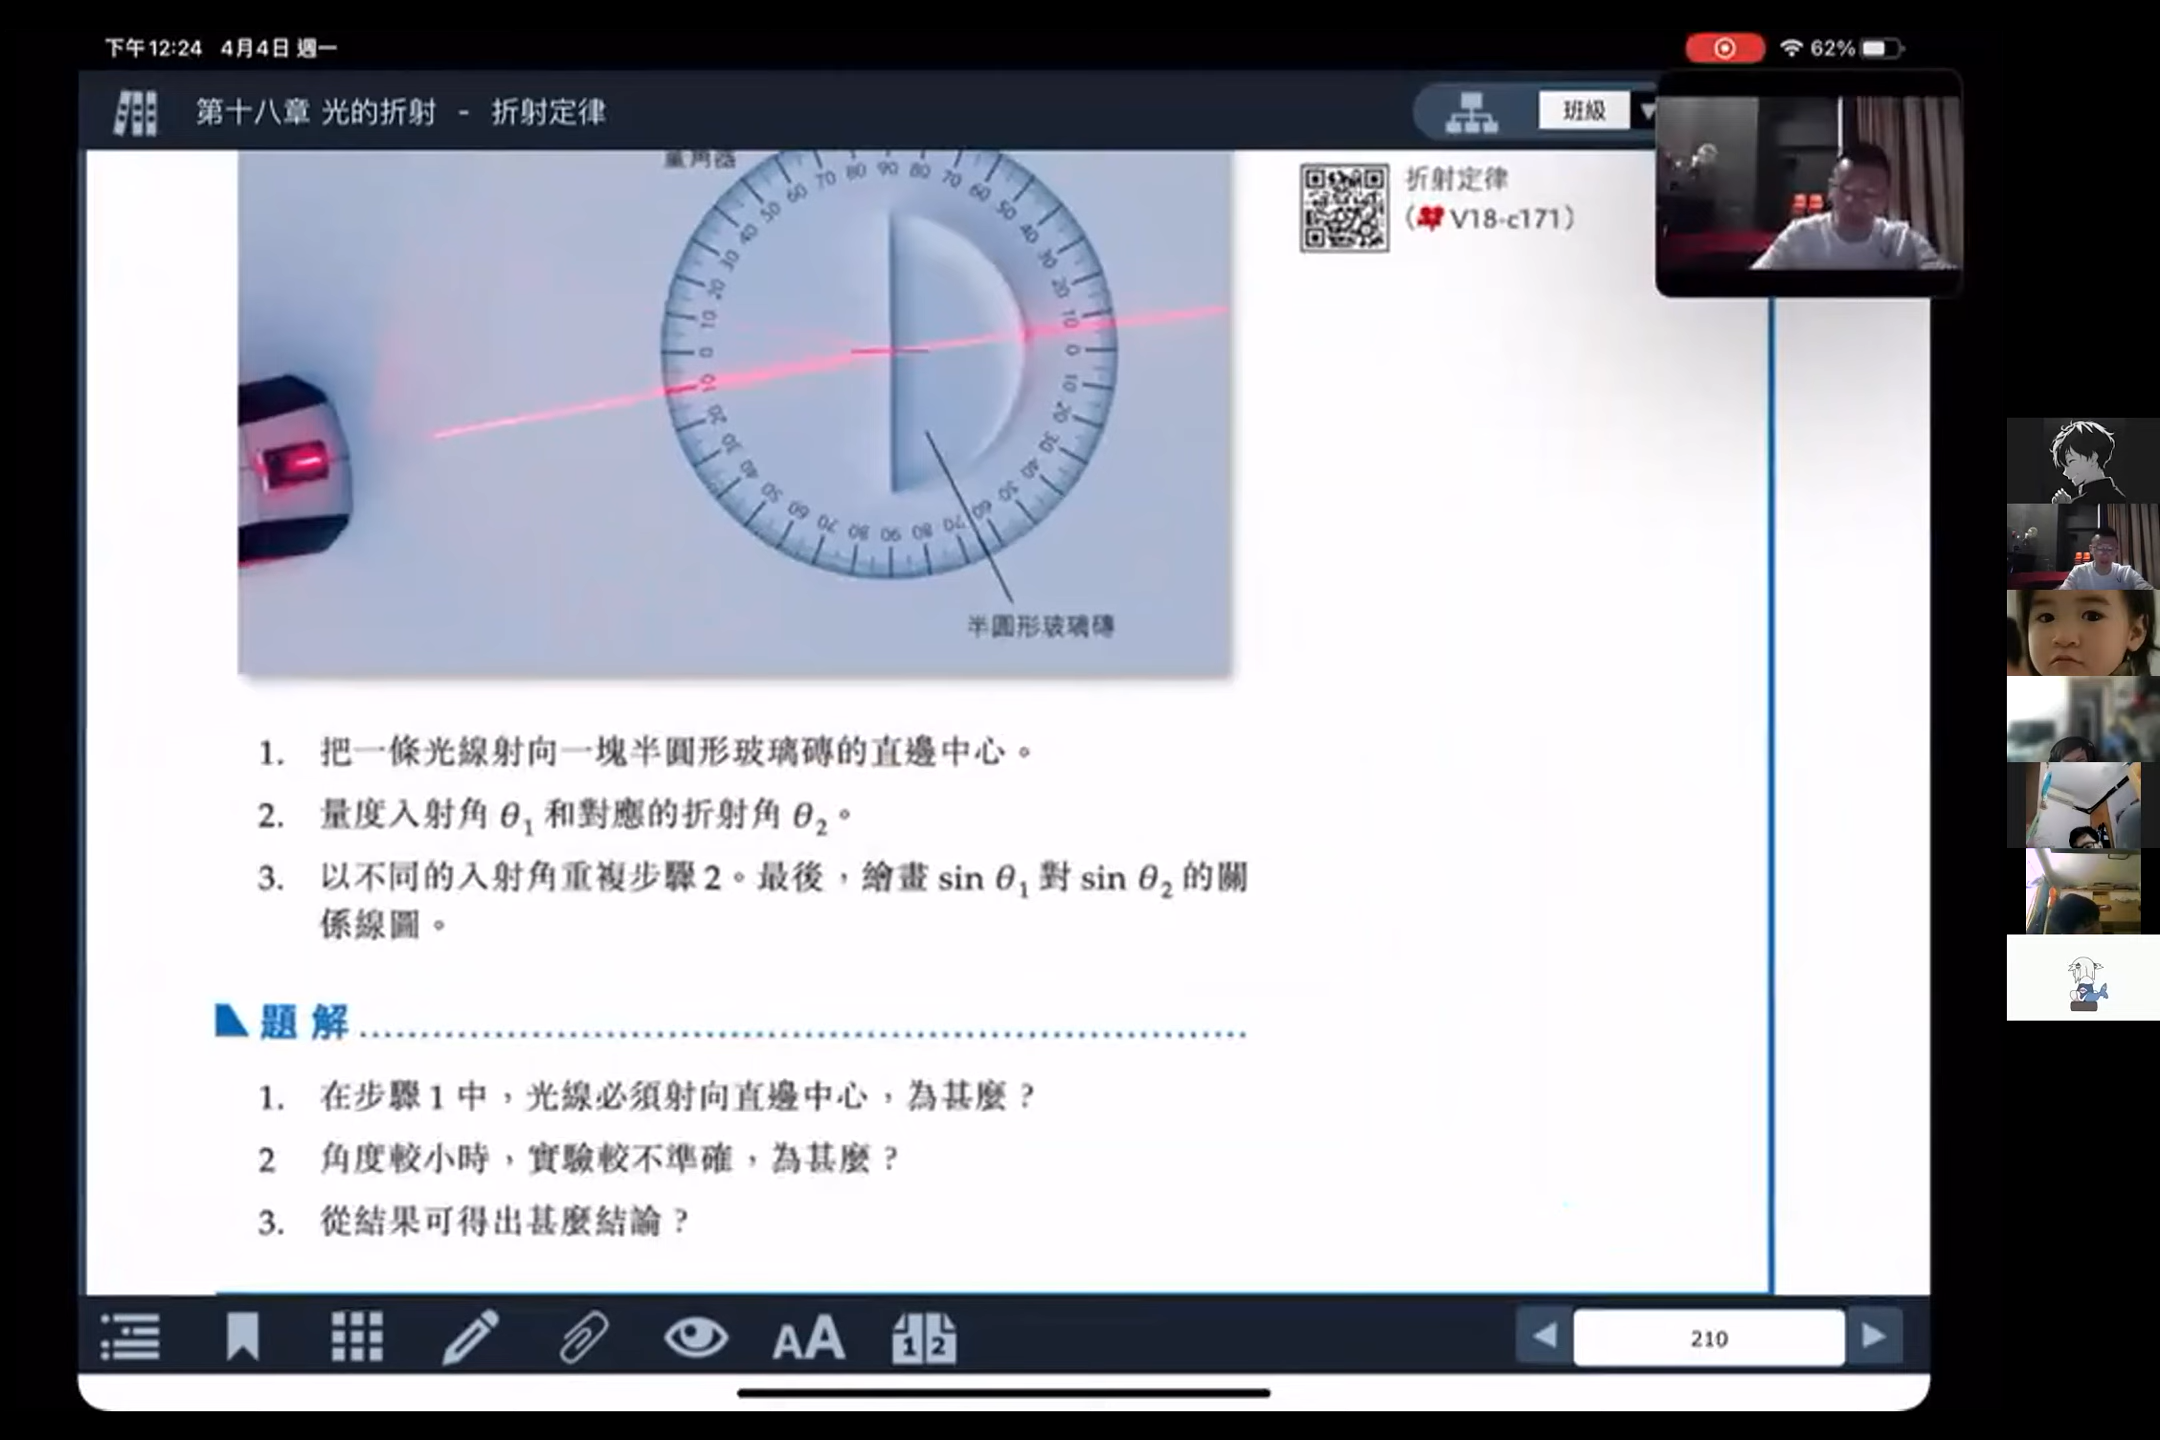 下午12:24 4月4日 週一
62%
第十八章 光的折射 - 折射定律
班級
量角器
折射定律
(V18-c171)
半圓形玻璃磚
1. 把一條光線射向一塊半圓形玻璃磚的直邊中心。
2. 量度入射角 θ₁ 和對應的折射角 θ₂。
3. 以不同的入射角重複步驟 2。最後，繪畫 sin θ₁ 對 sin θ₂ 的關
係線圖。
題解
1. 在步驟 1 中，光線必須射向直邊中心，為甚麼？
2 角度較小時，實驗較不準確，為甚麼？
3. 從結果可得出甚麼結論？
AA
1 2
210